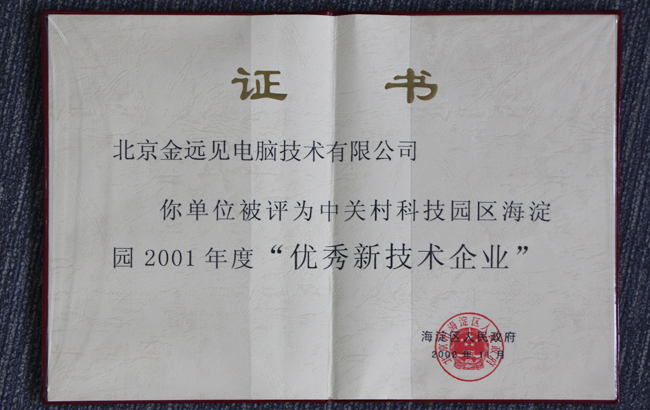 证 书
北京金远见电脑技术有限公司
你单位被评为中关村科技园区海淀
园 2001 年度“优秀新技术企业”
海淀区人民政府